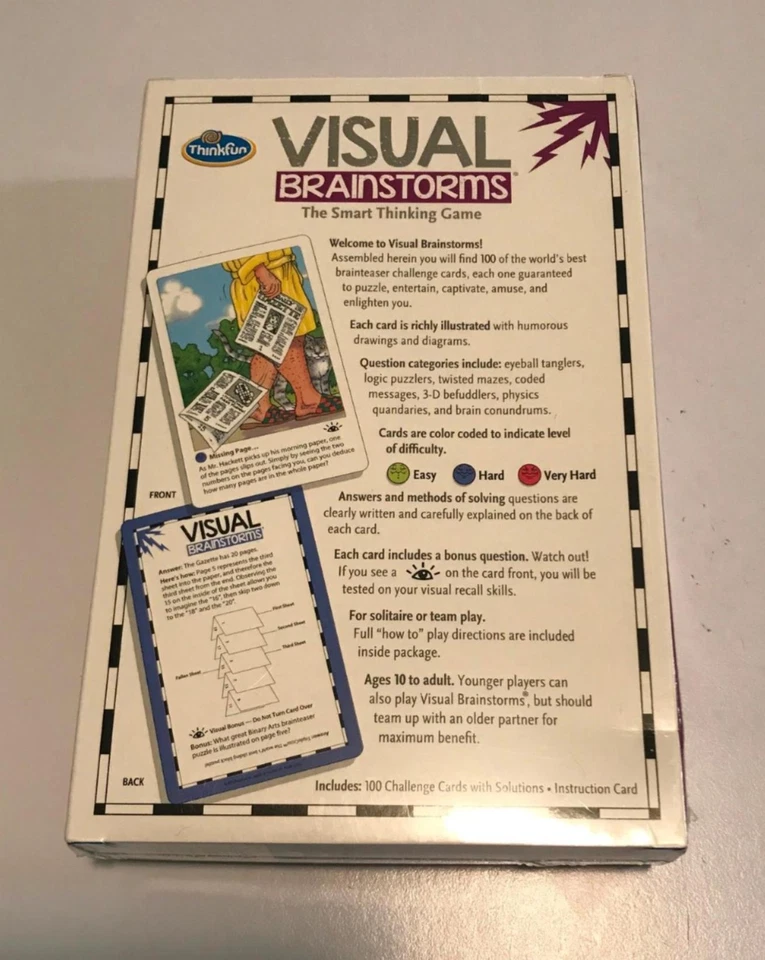 ThinkFun
VISUAL
BRAINSTORMS®
The Smart Thinking Game
Welcome to Visual Brainstorms!
Assembled herein you will find 100 of the world's best
brainteaser challenge cards, each one guaranteed
to puzzle, entertain, captivate, amuse, and
enlighten you.
Each card is richly illustrated with humorous
drawings and diagrams.
Question categories include: eyeball tanglers,
logic puzzlers, twisted mazes, coded
messages, 3-D befuddlers, physics
quandaries, and brain conundrums.
Cards are color coded to indicate level
of difficulty.
Easy Hard Very Hard
Answers and methods of solving questions are
clearly written and carefully explained on the back of
each card.
Each card includes a bonus question. Watch out!
If you see a - on the card front, you will be
tested on your visual recall skills.
For solitaire or team play.
Full "how to" play directions are included
inside package.
Ages 10 to adult. Younger players can
also play Visual Brainstorms®, but should
team up with an older partner for
maximum benefit.
Includes: 100 Challenge Cards with Solutions • Instruction Card
Missing Page...
As Mr. Hackett picks up his morning paper, one
of the pages slips out. Simply by seeing the two
numbers on the pages facing you, can you deduce
how many pages are in the whole paper?
FRONT
VISUAL
BRAINSTORMS
Answer: The Gazette has 20 pages.
Here's how: Page 5 represents the third
sheet into the paper, and therefore the
third sheet from the end. Observing the
15 on the inside of the sheet allows you
to imagine the "16", then skip two down
to the "18" and the "20".
First Sheet
Second Sheet
Third Sheet
Fallen Sheet
Visual Bonus — Do Not Turn Card Over
Bonus: What great Binary Arts brainteaser
puzzle is illustrated on page five?
BACK